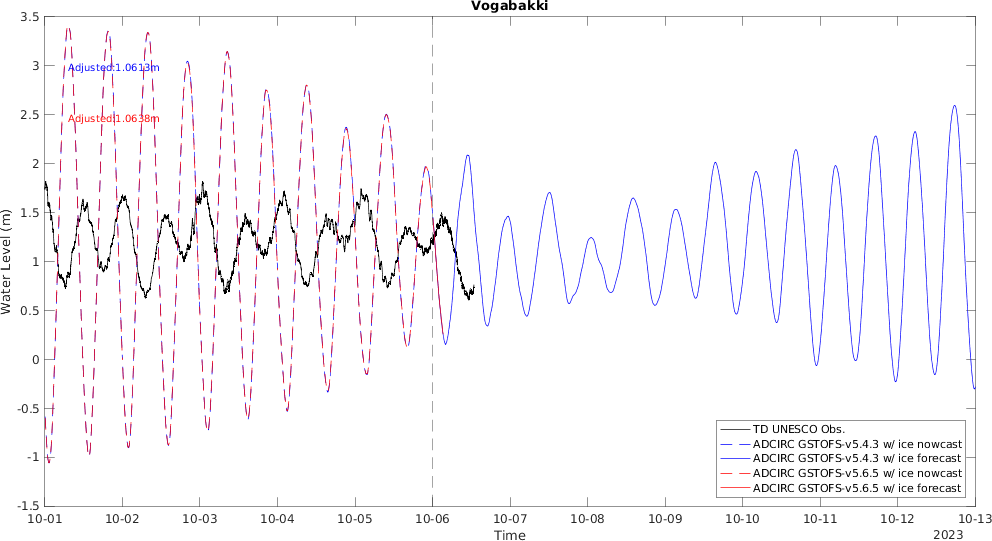 Vogabakki
3.5
3
2.5
2
1.5
1
0.5
0
-0.5
-1
-1.5
Water Level (m)
Adjusted:1.0613m
Adjusted:1.0638m
TD UNESCO Obs.
ADCIRC GSTOFS-v5.4.3 w/ ice nowcast
ADCIRC GSTOFS-v5.4.3 w/ ice forecast
ADCIRC GSTOFS-v5.6.5 w/ ice nowcast
ADCIRC GSTOFS-v5.6.5 w/ ice forecast
10-01 10-02 10-03 10-04 10-05 10-06 10-07 10-08 10-09 10-10 10-11 10-12 10-13
Time
2023